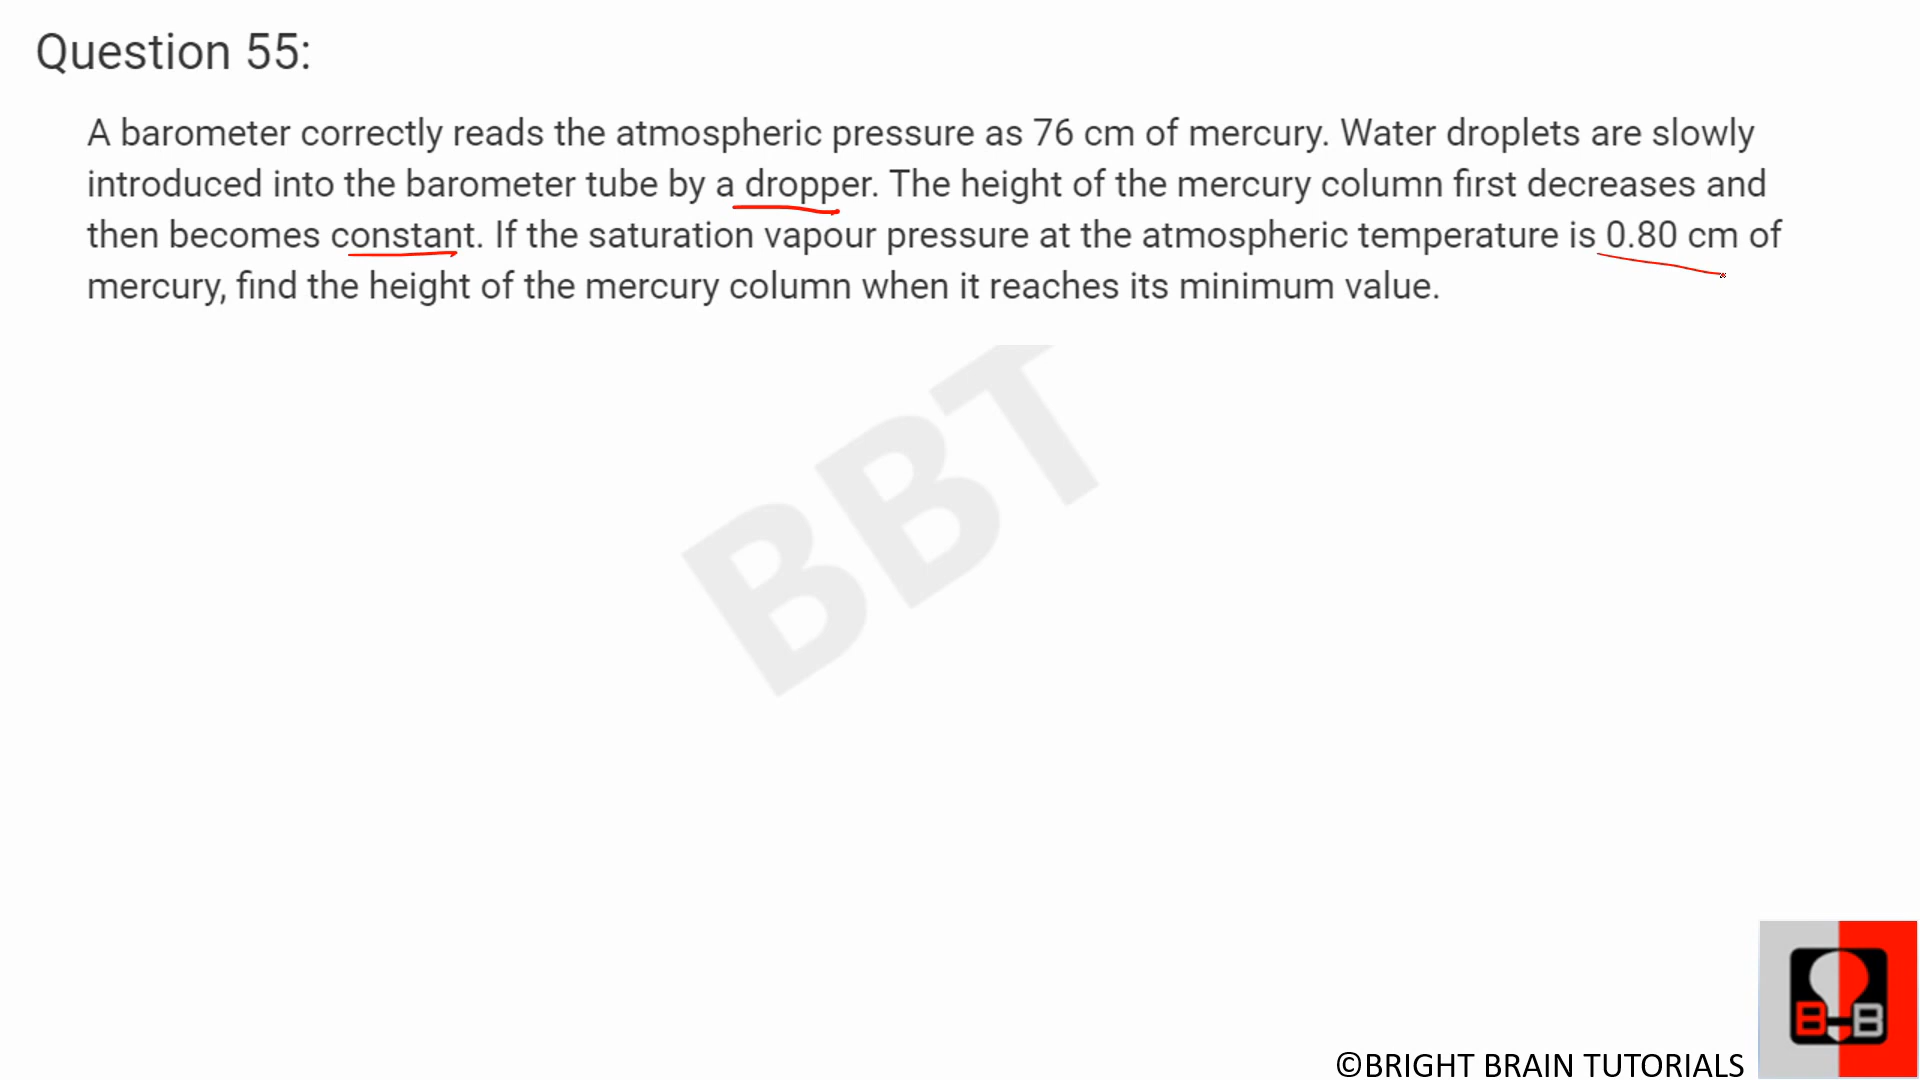 Question 55:
A barometer correctly reads the atmospheric pressure as 76 cm of mercury. Water droplets are slowly
introduced into the barometer tube by a dropper. The height of the mercury column first decreases and
then becomes constant. If the saturation vapour pressure at the atmospheric temperature is 0.80 cm of
mercury, find the height of the mercury column when it reaches its minimum value.
BBT
B-B
©BRIGHT BRAIN TUTORIALS